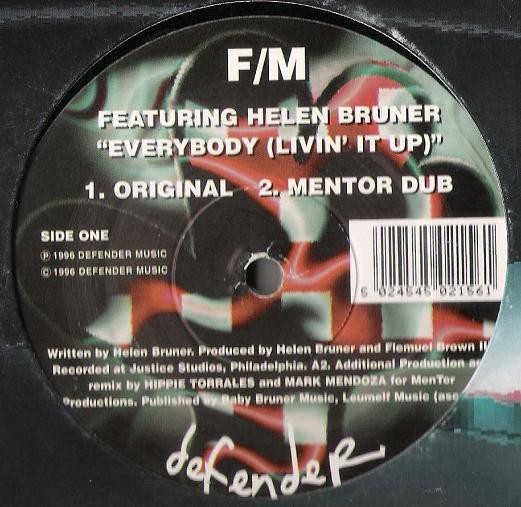 F/M
FEATURING HELEN BRUNER
"EVERYBODY (LIVIN' IT UP)"
1. ORIGINAL 2. MENTOR DUB
SIDE ONE
℗ 1996 DEFENDER MUSIC
© 1996 DEFENDER MUSIC
5 024545 021561
Written by Helen Bruner. Produced by Helen Bruner and Flemuel Brown II
Recorded at Justice Studios, Philadelphia. A2. Additional Production an
remix by HIPPIE TORRALES and MARK MENDOZA for MenTor
Productions. Published by Baby Bruner Music, Leumelf Music (asc
defender